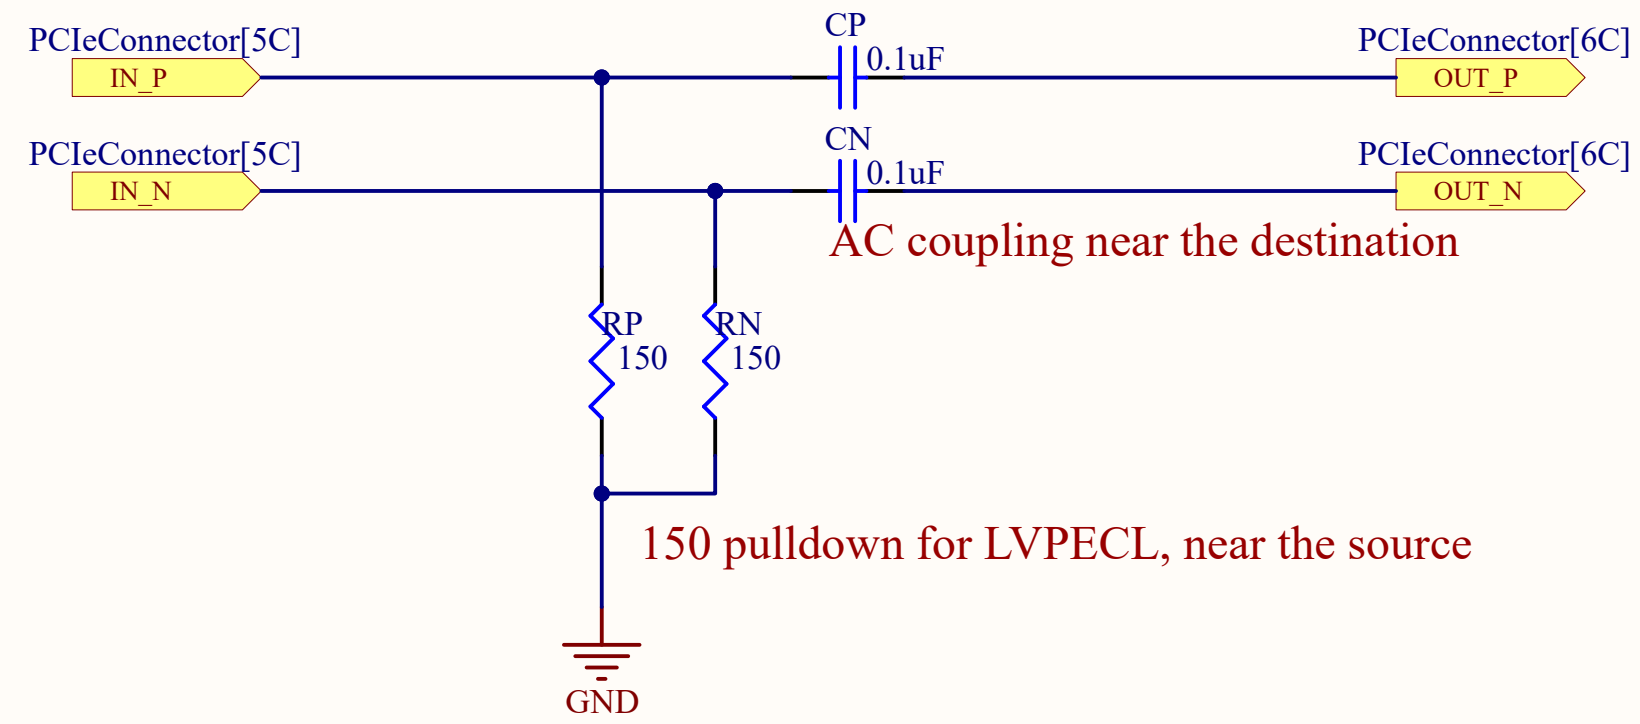 CP
PCIeConnector[5C]
0.1uF
PCIeConnector[6C]
IN_P
OUT_P
CN
PCIeConnector[5C]
0.1uF
PCIeConnector[6C]
IN_N
OUT_N
AC coupling near the destination
RP
RN
150
150
150 pulldown for LVPECL, near the source
GND